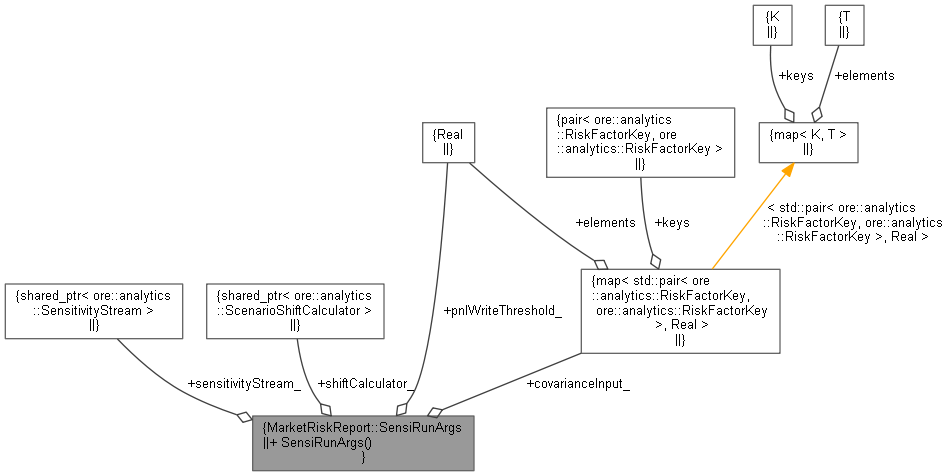 {K
||}
{T
||}
+keys
+elements
{pair< ore::analytics
::RiskFactorKey, ore
::analytics::RiskFactorKey >
||}
{Real
||}
{map< K, T >
||}
< std::pair< ore::analytics
::RiskFactorKey, ore::analytics
::RiskFactorKey >, Real >
+elements
+keys
{shared_ptr< ore::analytics
::SensitivityStream >
||}
{shared_ptr< ore::analytics
::ScenarioShiftCalculator >
||}
{map< std::pair< ore
::analytics::RiskFactorKey,
ore::analytics::RiskFactorKey
>, Real >
||}
+pnlWriteThreshold_
+sensitivityStream_
+shiftCalculator_
+covarianceInput_
{MarketRiskReport::SensiRunArgs
||+ SensiRunArgs()
}